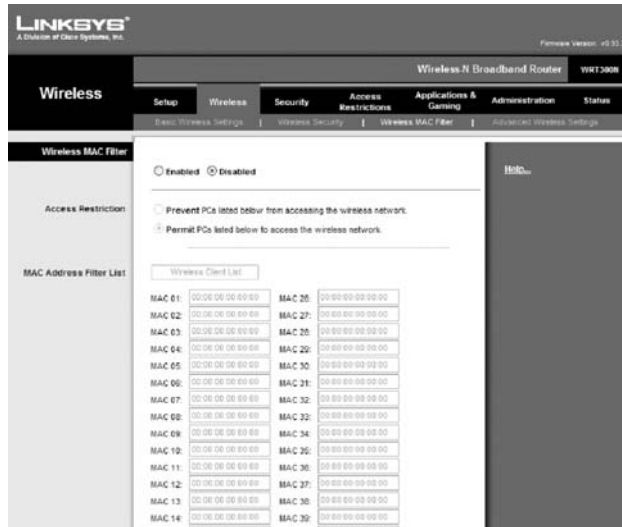 LINKSYS®
A Division of Cisco Systems, Inc.
Firmware Version: v0.93.
Wireless-N Broadband Router WRT300N
Wireless
Setup Wireless Security Access Restrictions Applications & Gaming Administration Status
Basic Wireless Settings | Wireless Security | Wireless MAC Filter | Advanced Wireless Settings
Wireless MAC Filter
Enabled Disabled
Help...
Access Restriction
Prevent PCs listed below from accessing the wireless network.
Permit PCs listed below to access the wireless network.
MAC Address Filter List
Wireless Client List
MAC 01: 00:00:00:00:00:00 MAC 26: 00:00:00:00:00:00
MAC 02: 00:00:00:00:00:00 MAC 27: 00:00:00:00:00:00
MAC 03: 00:00:00:00:00:00 MAC 28: 00:00:00:00:00:00
MAC 04: 00:00:00:00:00:00 MAC 29: 00:00:00:00:00:00
MAC 05: 00:00:00:00:00:00 MAC 30: 00:00:00:00:00:00
MAC 06: 00:00:00:00:00:00 MAC 31: 00:00:00:00:00:00
MAC 07: 00:00:00:00:00:00 MAC 32: 00:00:00:00:00:00
MAC 08: 00:00:00:00:00:00 MAC 33: 00:00:00:00:00:00
MAC 09: 00:00:00:00:00:00 MAC 34: 00:00:00:00:00:00
MAC 10: 00:00:00:00:00:00 MAC 35: 00:00:00:00:00:00
MAC 11: 00:00:00:00:00:00 MAC 36: 00:00:00:00:00:00
MAC 12: 00:00:00:00:00:00 MAC 37: 00:00:00:00:00:00
MAC 13: 00:00:00:00:00:00 MAC 38: 00:00:00:00:00:00
MAC 14: 00:00:00:00:00:00 MAC 39: 00:00:00:00:00:00